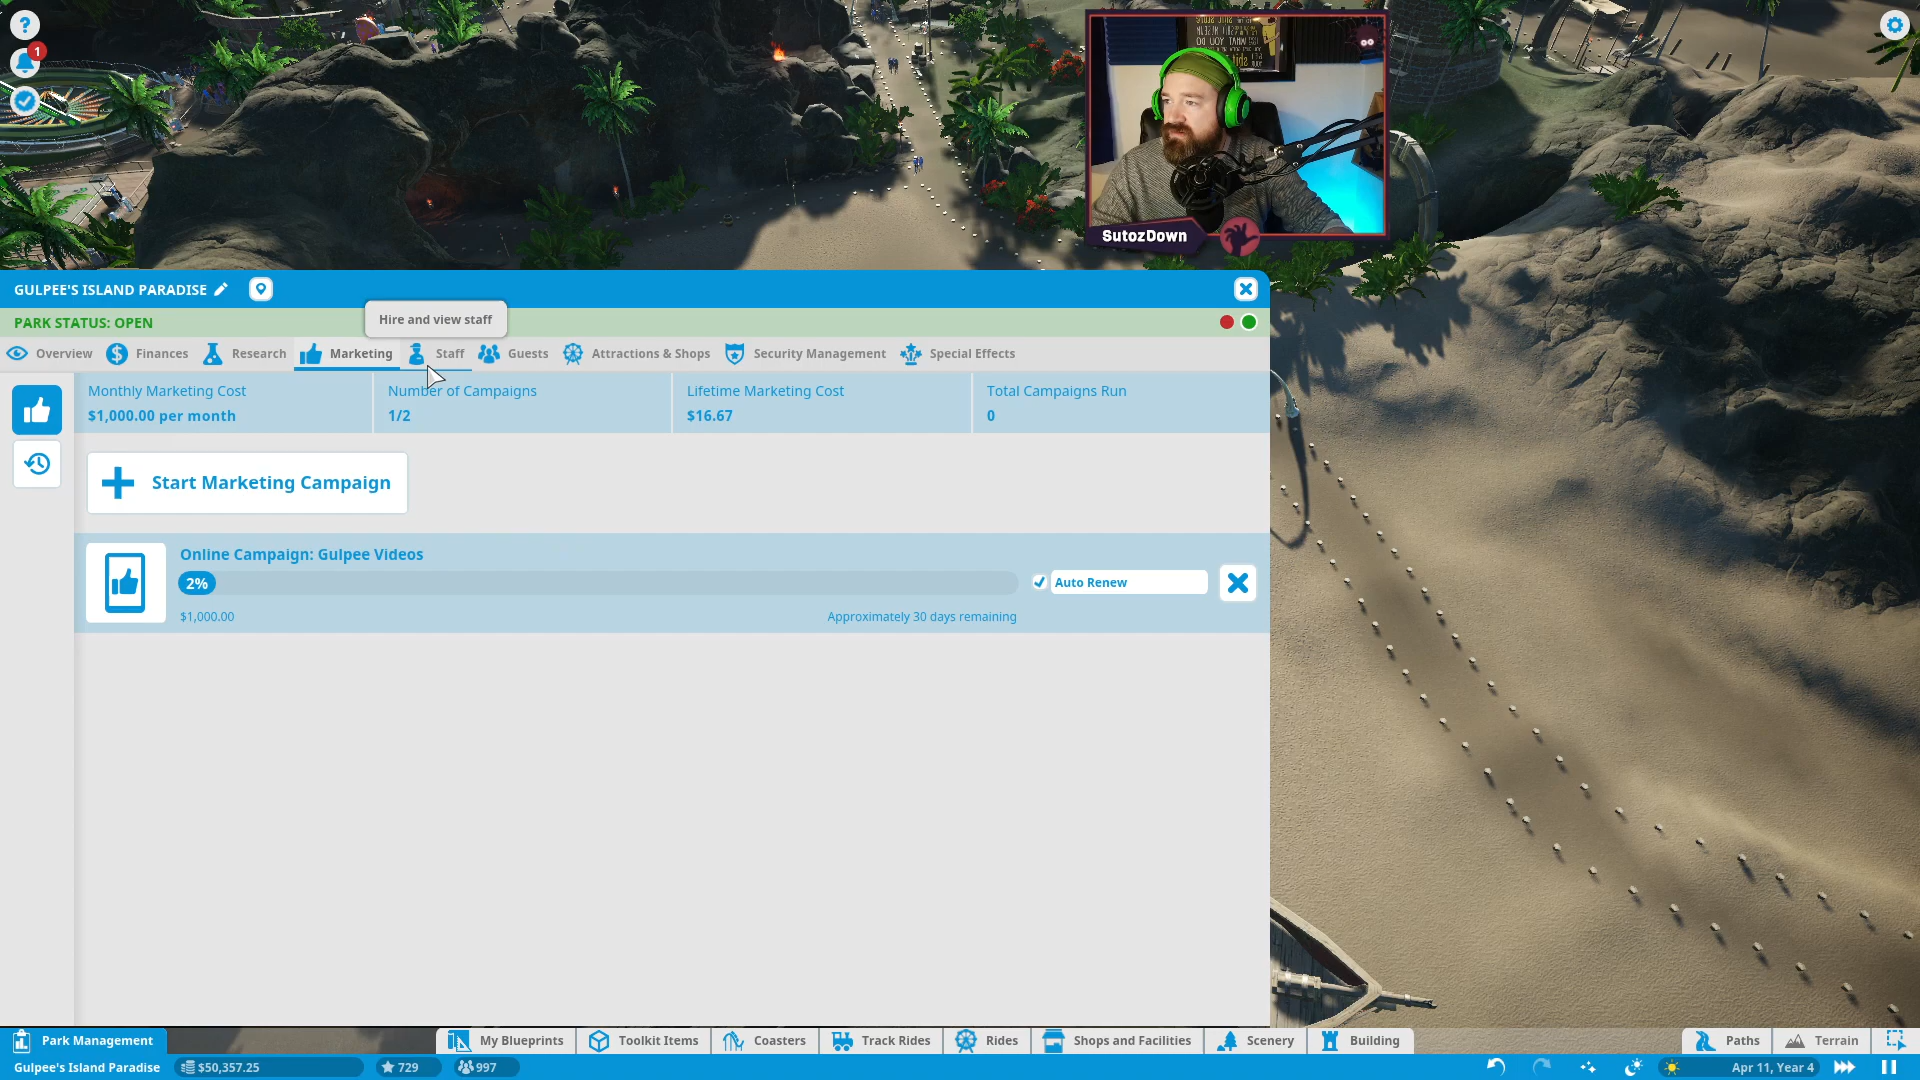 ?
1
SutozDown
GULPEE'S ISLAND PARADISE
PARK STATUS: OPEN
Hire and view staff
Overview
Finances
Research
Marketing
Staff
Guests
Attractions & Shops
Security Management
Special Effects
Monthly Marketing Cost
$1,000.00 per month
Number of Campaigns
1/2
Lifetime Marketing Cost
$16.67
Total Campaigns Run
0
Start Marketing Campaign
Online Campaign: Gulpee Videos
2%
Auto Renew
$1,000.00
Approximately 30 days remaining
Park Management
My Blueprints
Toolkit Items
Coasters
Track Rides
Rides
Shops and Facilities
Scenery
Building
Paths
Terrain
Gulpee's Island Paradise
$50,357.25
729
997
Apr 11, Year 4